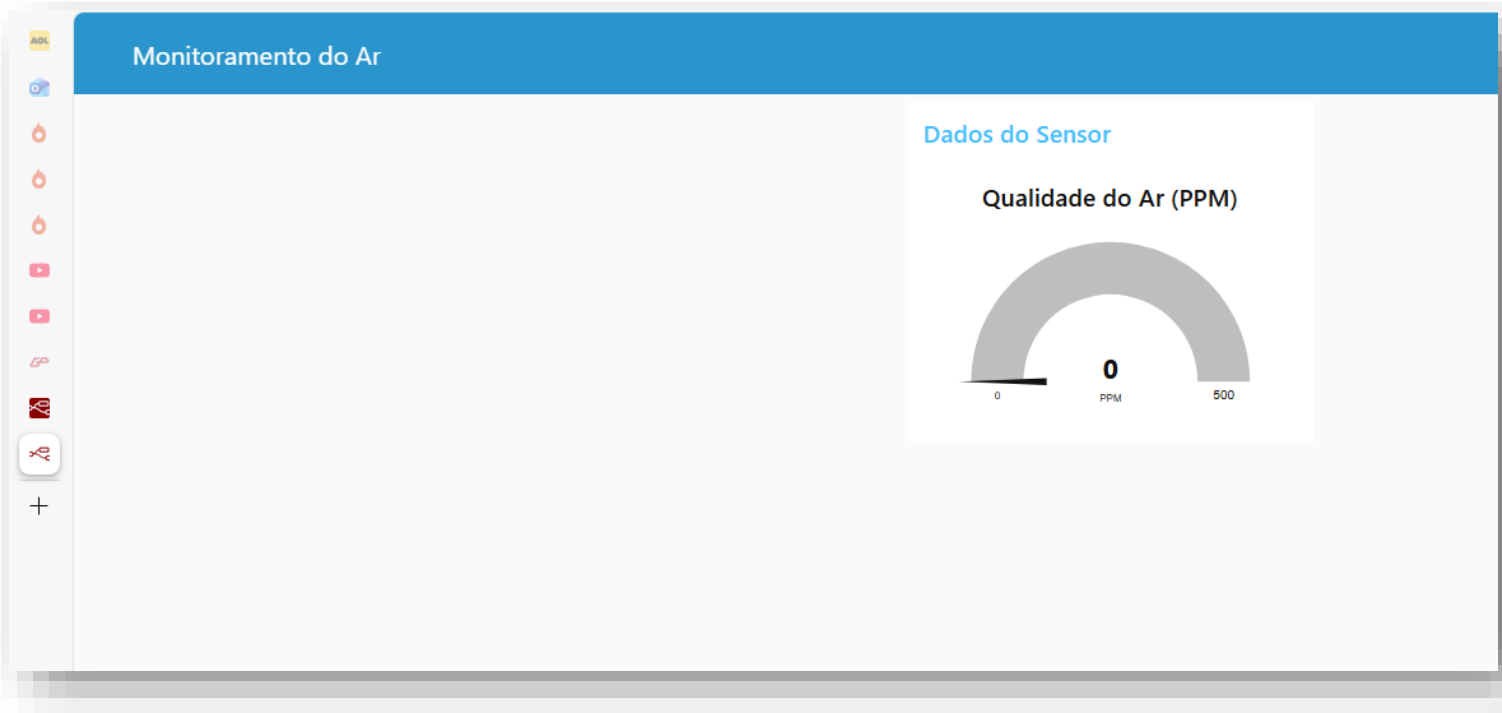 AOL
Monitoramento do Ar
Dados do Sensor
Qualidade do Ar (PPM)
0
0
PPM
500